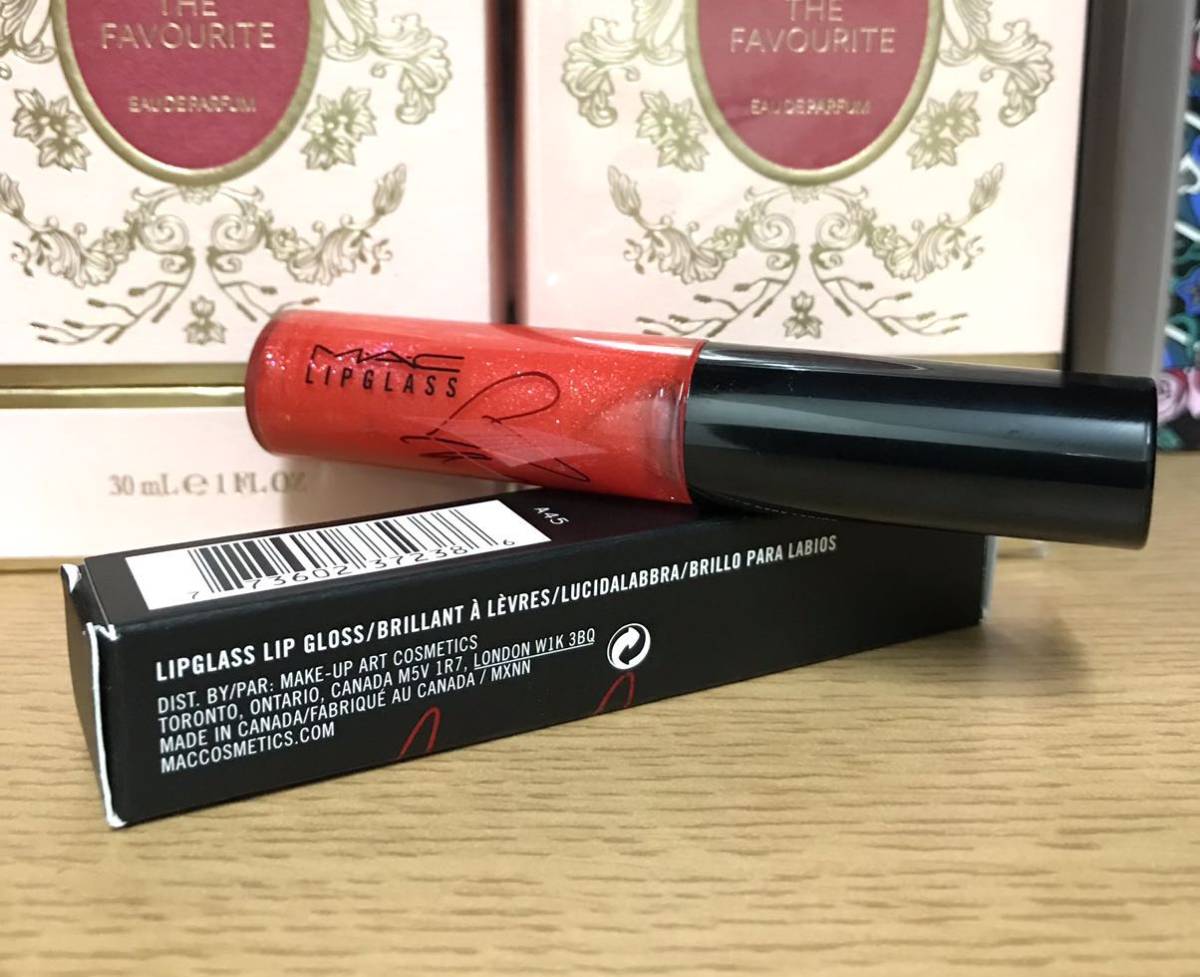 THE
FAVOURITE
EAU DE PARFUM
THE
FAVOURITE
EAU DE PARFUM
30 mL e 1 FL.OZ
MAC
LIPGLASS
A45
7 73602 37238 6
LIPGLASS LIP GLOSS/BRILLANT À LÈVRES/LUCIDALABBRA/BRILLO PARA LABIOS
DIST. BY/PAR: MAKE-UP ART COSMETICS
TORONTO, ONTARIO, CANADA M5V 1R7, LONDON W1K 3BQ
MADE IN CANADA/FABRIQUÉ AU CANADA / MXNN
MACCOSMETICS.COM